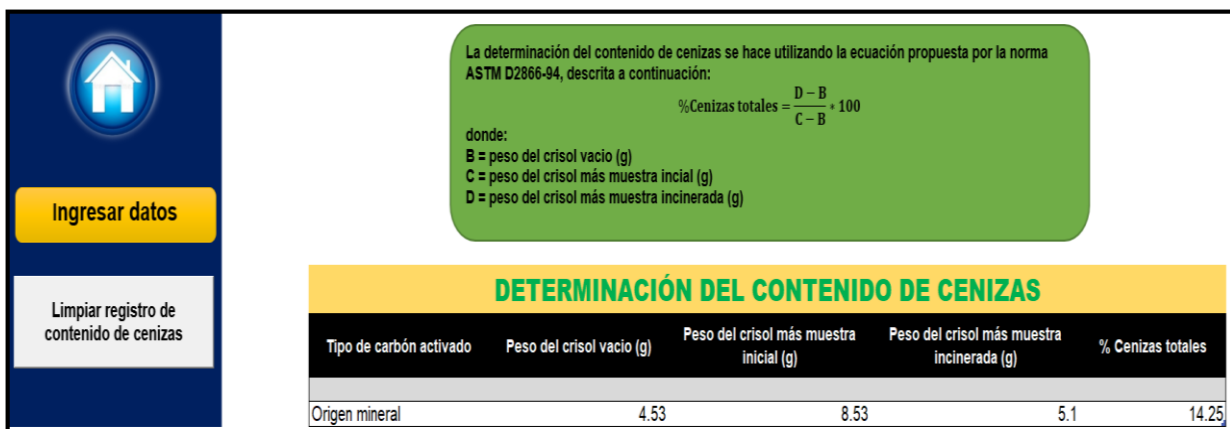 La determinación del contenido de cenizas se hace utilizando la ecuación propuesta por la norma
ASTM D2866-94, descrita a continuación:
%Cenizas totales = (D − B)/(C − B) * 100
donde:
B = peso del crisol vacio (g)
C = peso del crisol más muestra incial (g)
D = peso del crisol más muestra incinerada (g)
Ingresar datos
Limpiar registro de
contenido de cenizas
DETERMINACIÓN DEL CONTENIDO DE CENIZAS
Tipo de carbón activado Peso del crisol vacio (g) Peso del crisol más muestra inicial (g) Peso del crisol más muestra incinerada (g) % Cenizas totales
Origen mineral 4.53 8.53 5.1 14.25